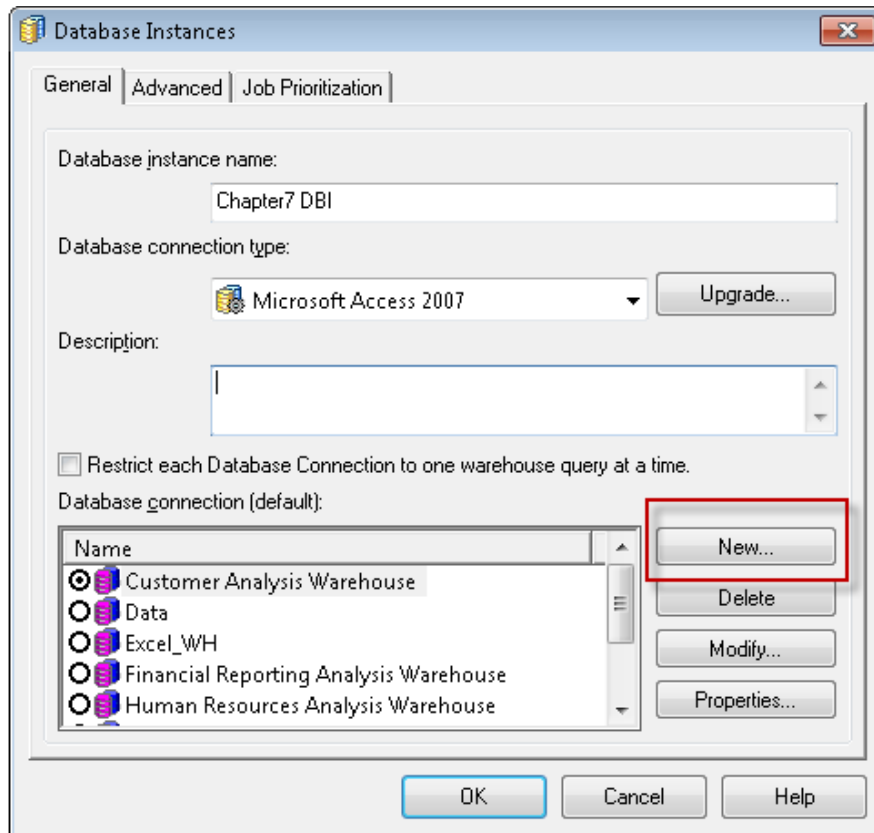 Database Instances
General Advanced Job Prioritization
Database instance name:
Chapter7 DBI
Database connection type:
Microsoft Access 2007
Upgrade...
Description:
Restrict each Database Connection to one warehouse query at a time.
Database connection (default):
Name
Customer Analysis Warehouse
Data
Excel_WH
Financial Reporting Analysis Warehouse
Human Resources Analysis Warehouse
New...
Delete
Modify...
Properties...
OK Cancel Help